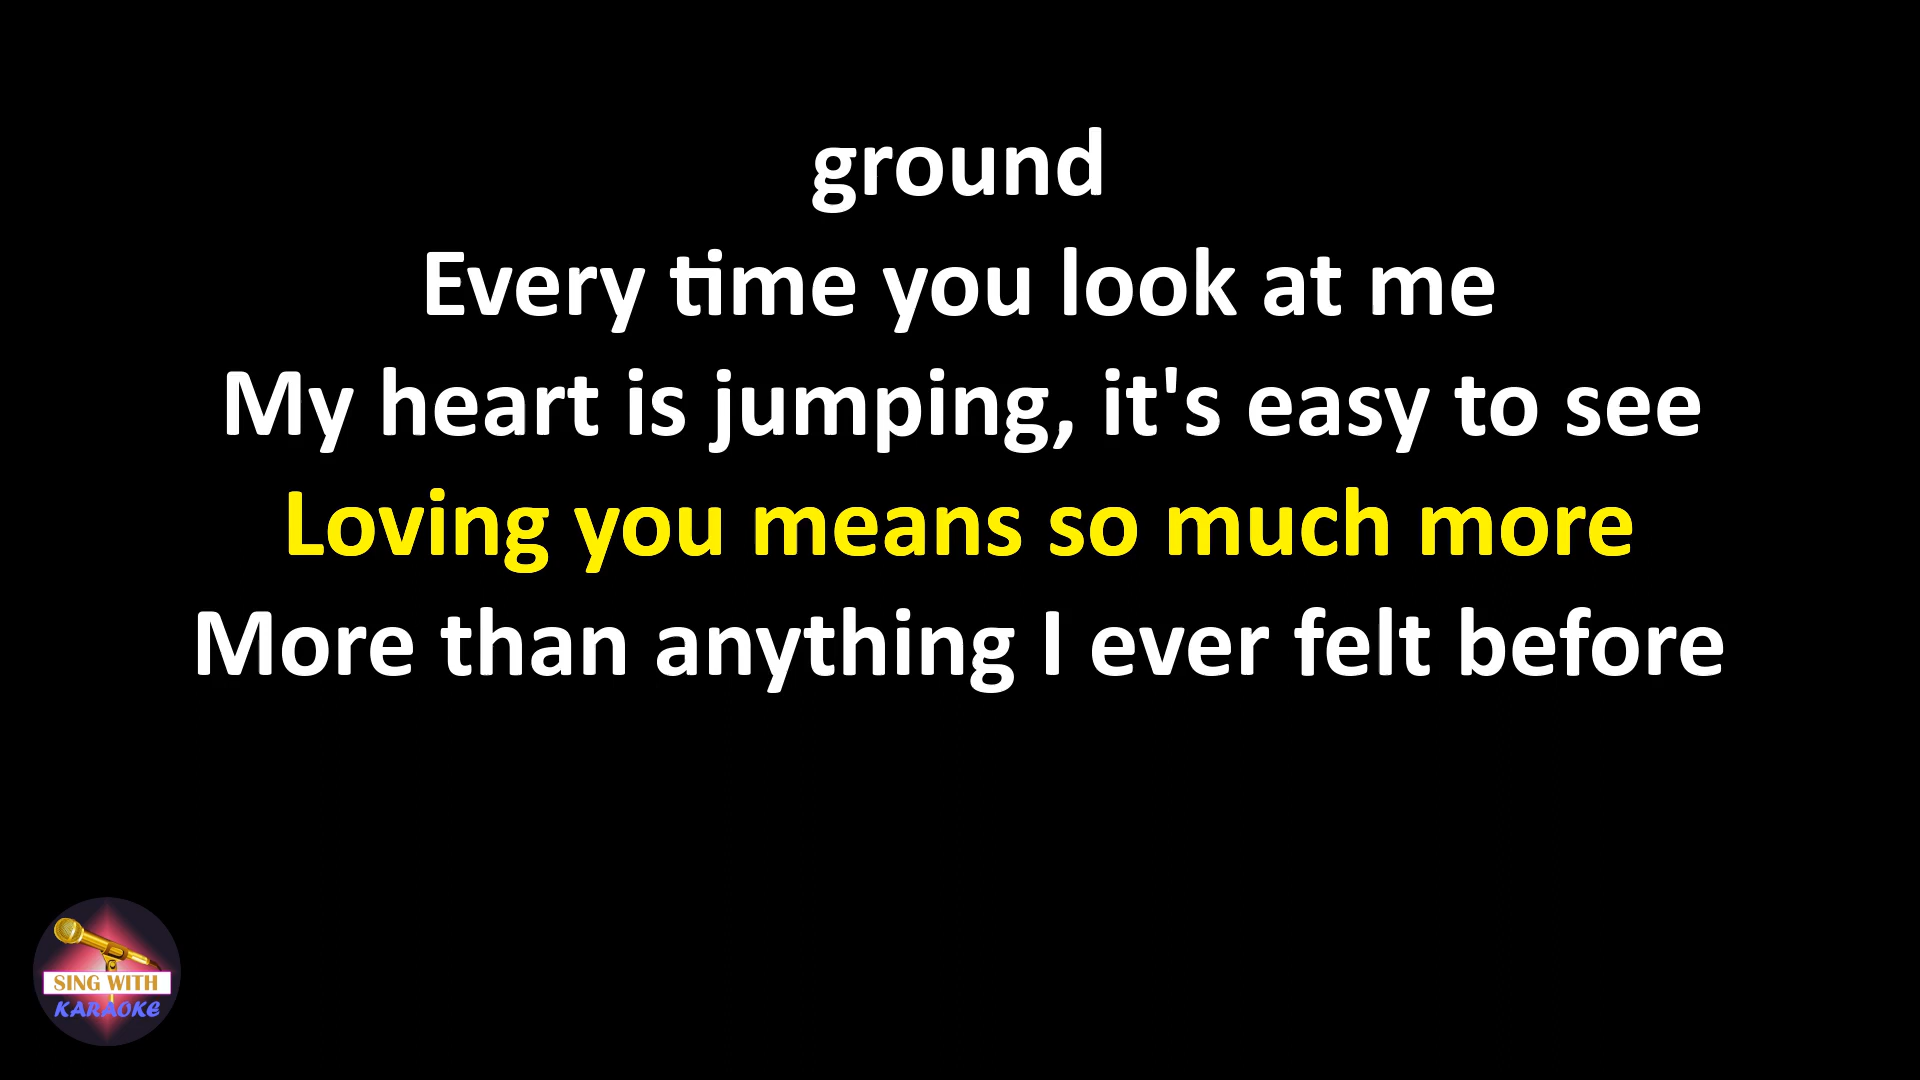 ground
Every time you look at me
My heart is jumping, it's easy to see
Loving you means so much more
More than anything I ever felt before
SING WITH
KARAOKE